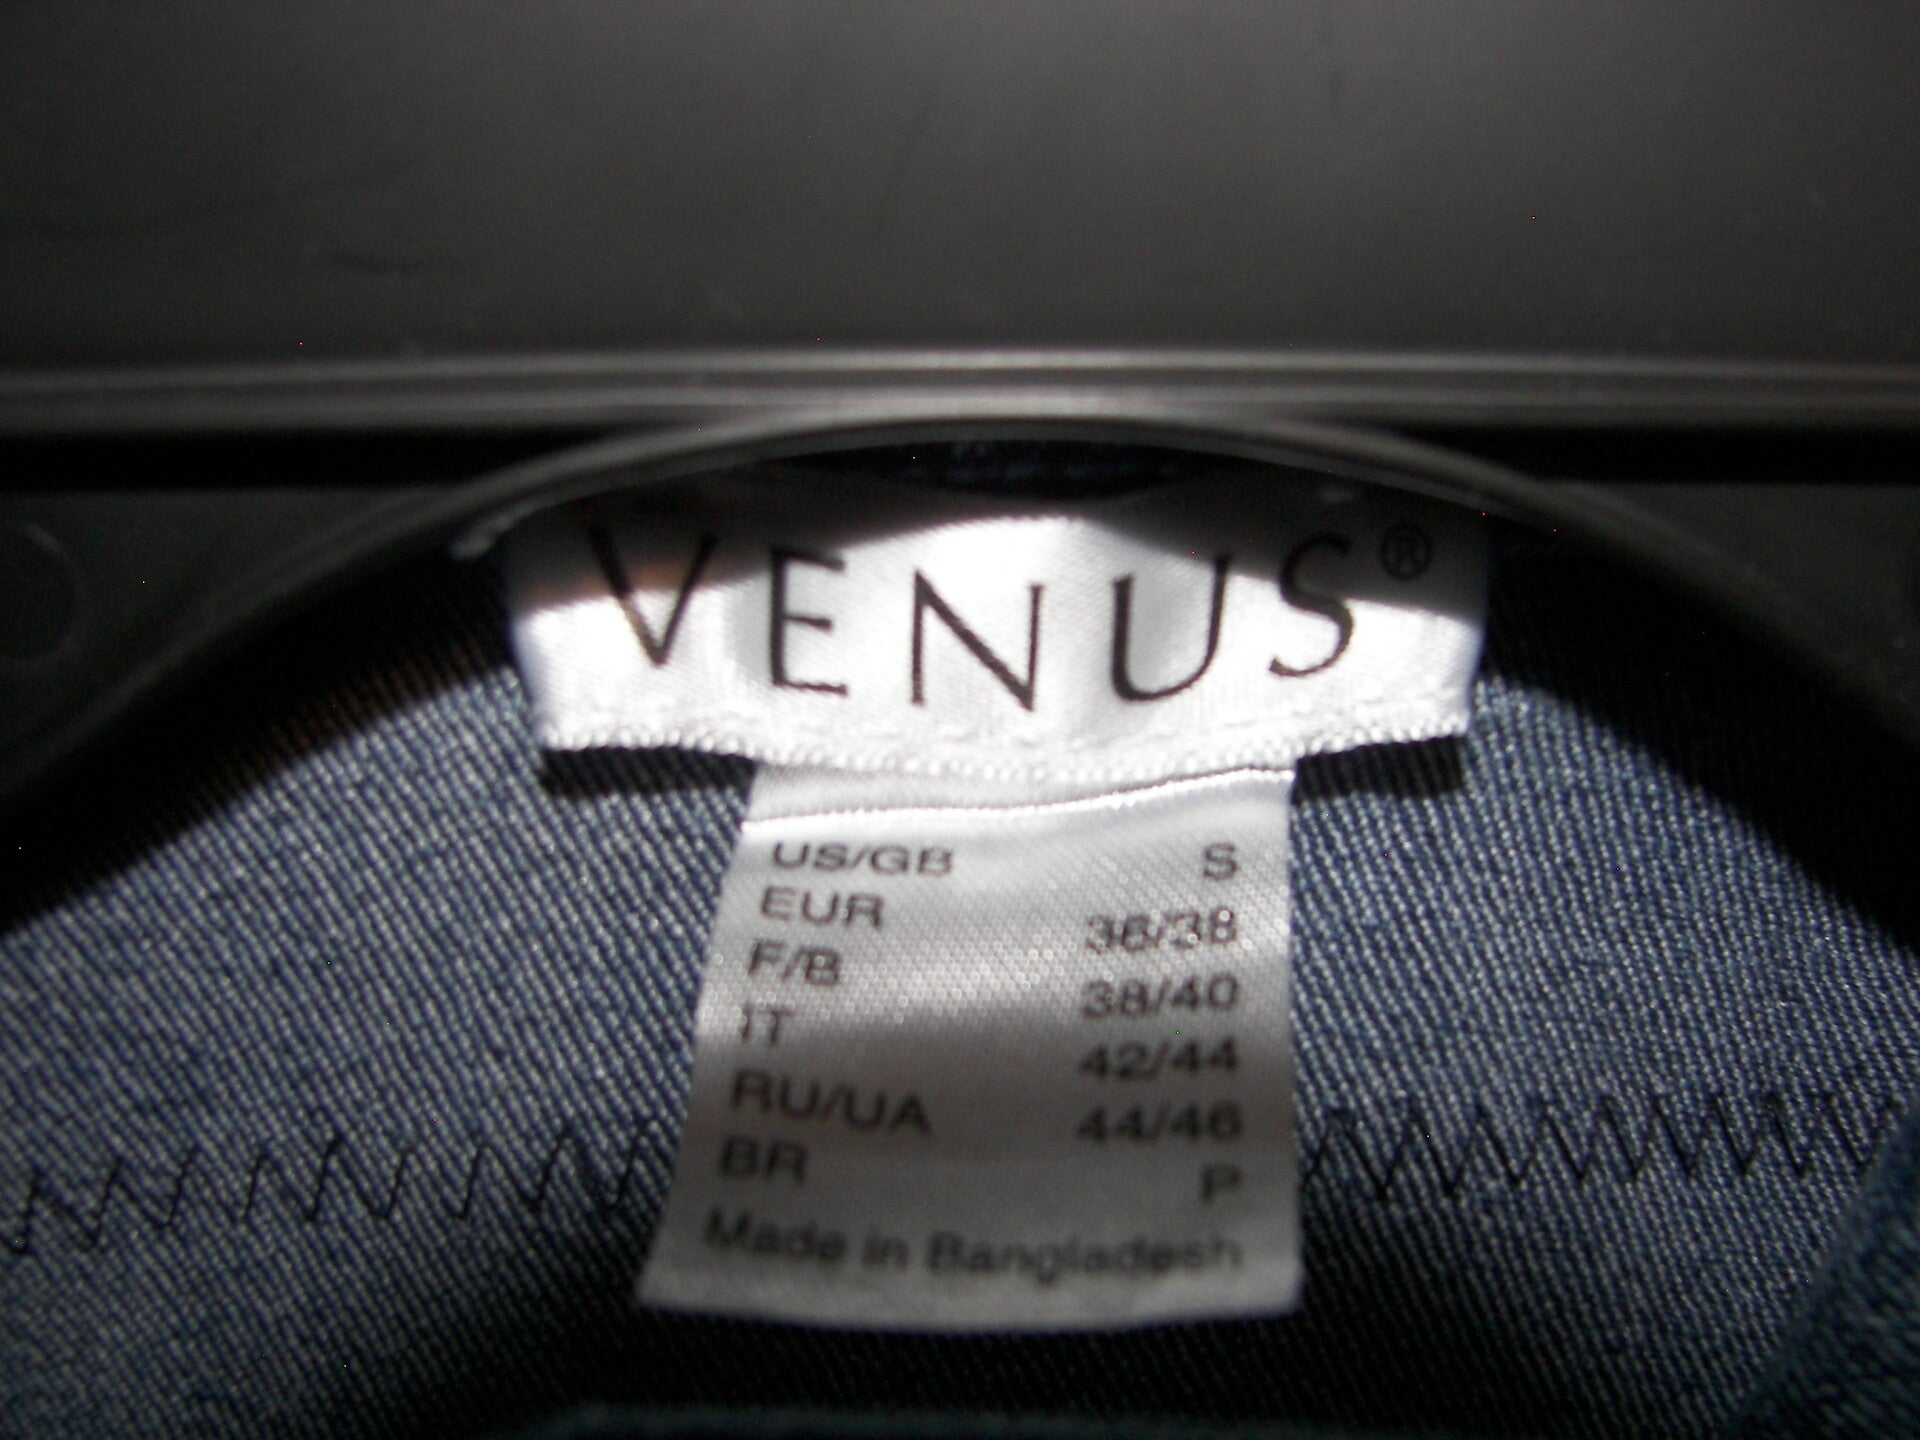 VENUS®
US/GB S
EUR 36/38
F/B 38/40
IT 42/44
RU/UA 44/46
BR P
Made in Bangladesh